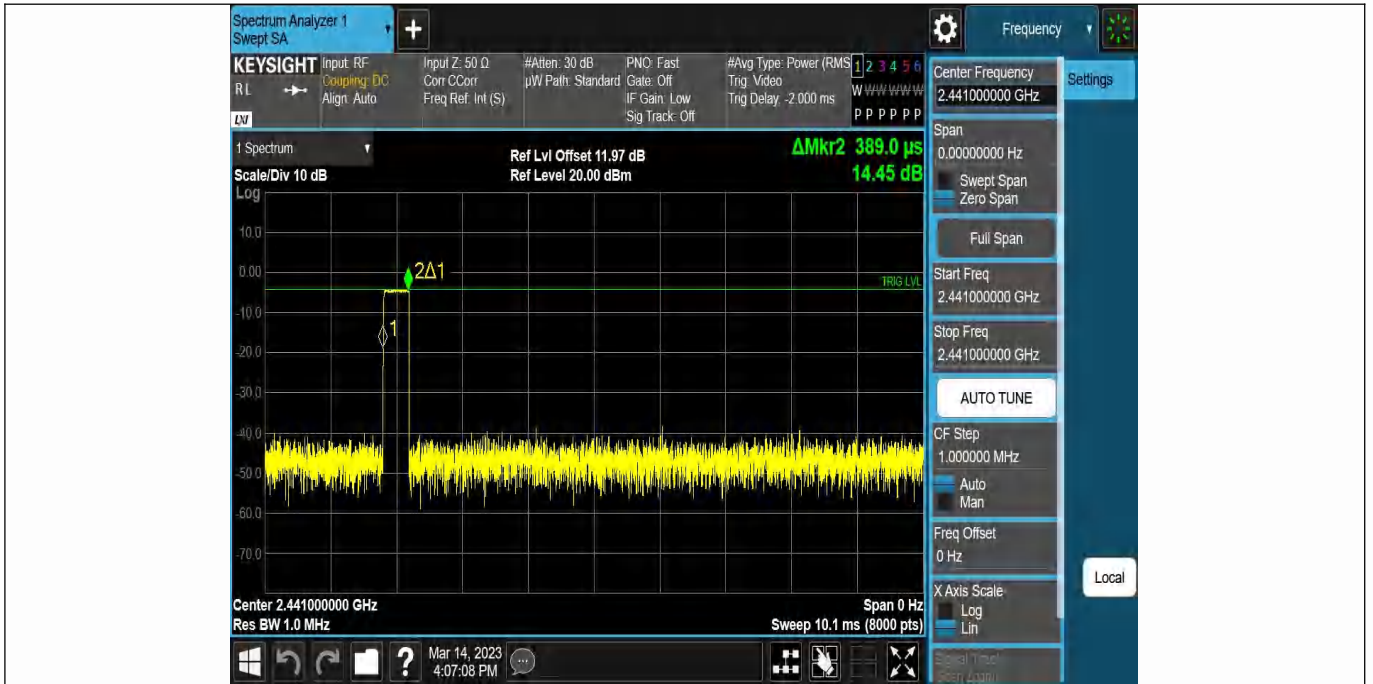 Spectrum Analyzer 1
Swept SA
+
Frequency
KEYSIGHT
RL
LXI
Input: RF
Coupling: DC
Align: Auto
Input Z: 50 Ω
Corr CCorr
Freq Ref: Int (S)
#Atten: 30 dB
µW Path: Standard
PNO: Fast
Gate: Off
IF Gain: Low
Sig Track: Off
#Avg Type: Power (RMS
Trig: Video
Trig Delay: -2.000 ms
1 2 3 4 5 6
W W W W W W
P P P P P P
Center Frequency
2.441000000 GHz
Settings
Span
0.00000000 Hz
Swept Span
Zero Span
Full Span
Start Freq
2.441000000 GHz
Stop Freq
2.441000000 GHz
AUTO TUNE
CF Step
1.000000 MHz
Auto
Man
Freq Offset
0 Hz
X Axis Scale
Log
Lin
Signal Track
Local
1 Spectrum
Scale/Div 10 dB
Log
Ref Lvl Offset 11.97 dB
Ref Level 20.00 dBm
ΔMkr2 389.0 µs
14.45 dB
10.0
0.00
-10.0
-20.0
-30.0
-40.0
-50.0
-60.0
-70.0
2Δ1
1
TRIG LVL
Center 2.441000000 GHz
Res BW 1.0 MHz
Span 0 Hz
Sweep 10.1 ms (8000 pts)
?
Mar 14, 2023
4:07:08 PM